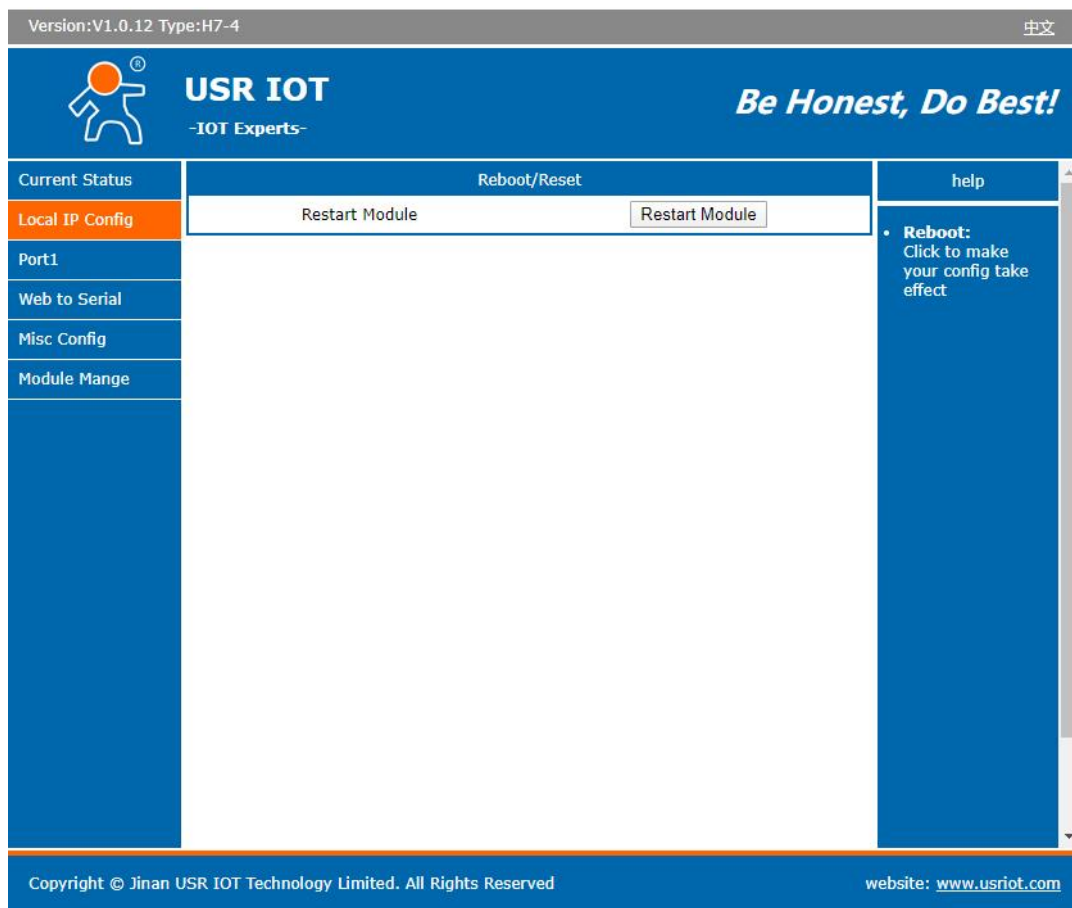 Version:V1.0.12 Type:H7-4
中文
®
USR IOT
-IOT Experts-
Be Honest, Do Best!
Current Status
Local IP Config
Port1
Web to Serial
Misc Config
Module Mange
Reboot/Reset
Restart Module
Restart Module
help
• Reboot:
Click to make
your config take
effect
Copyright © Jinan USR IOT Technology Limited. All Rights Reserved
website: www.usriot.com